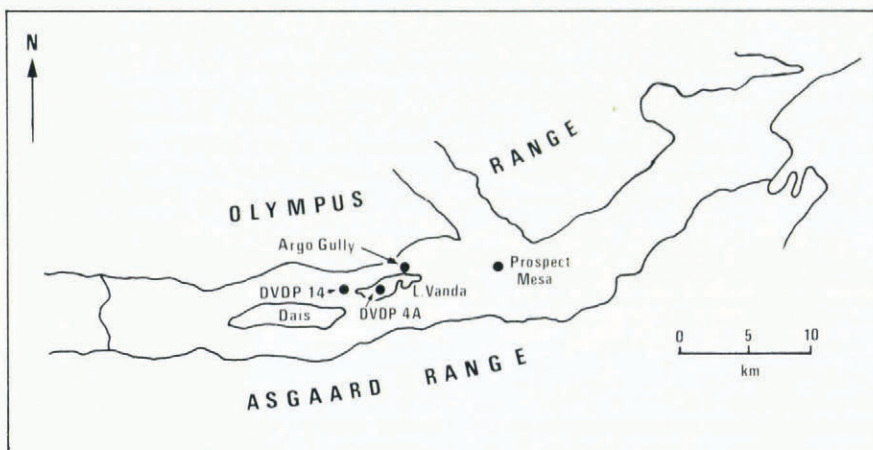 N
RANGE
OLYMPUS
Argo Gully
Prospect
Mesa
DVDP 14
L. Vanda
DVDP 4A
Dais
0 5 10
km
ASGAARD RANGE